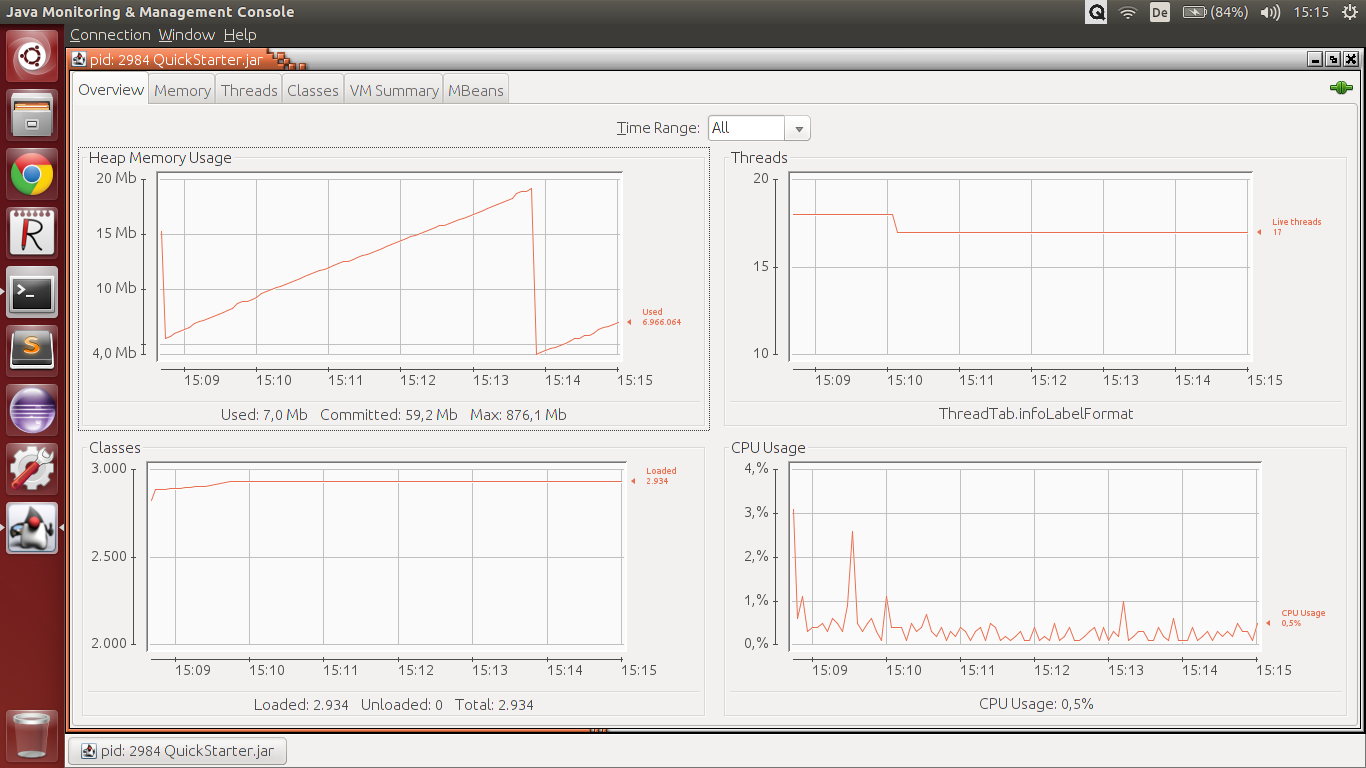 Java Monitoring & Management Console
De (84%) 15:15
Connection Window Help
pid: 2984 QuickStarter.jar
Overview Memory Threads Classes VM Summary MBeans
Time Range: All
Heap Memory Usage
20 Mb
15 Mb
10 Mb
4,0 Mb
Used
6.966.064
15:09 15:10 15:11 15:12 15:13 15:14 15:15
Used: 7,0 Mb Committed: 59,2 Mb Max: 876,1 Mb
Threads
20
15
10
Live threads
17
15:09 15:10 15:11 15:12 15:13 15:14 15:15
ThreadTab.infoLabelFormat
Classes
3.000
2.500
2.000
Loaded
2.934
15:09 15:10 15:11 15:12 15:13 15:14 15:15
Loaded: 2.934 Unloaded: 0 Total: 2.934
CPU Usage
4,%
3,%
2,%
1,%
0,%
CPU Usage
0,5%
15:09 15:10 15:11 15:12 15:13 15:14 15:15
CPU Usage: 0,5%
pid: 2984 QuickStarter.jar